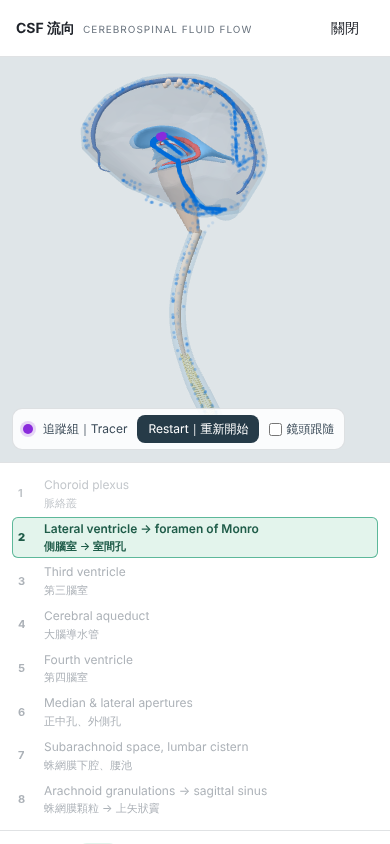 CSF 流向 CEREBROSPINAL FLUID FLOW 關閉
追蹤組｜Tracer Restart｜重新開始 鏡頭跟隨
1 Choroid plexus
脈絡叢
2 Lateral ventricle → foramen of Monro
側腦室 → 室間孔
3 Third ventricle
第三腦室
4 Cerebral aqueduct
大腦導水管
5 Fourth ventricle
第四腦室
6 Median & lateral apertures
正中孔、外側孔
7 Subarachnoid space, lumbar cistern
蛛網膜下腔、腰池
8 Arachnoid granulations → sagittal sinus
蛛網膜顆粒 → 上矢狀竇